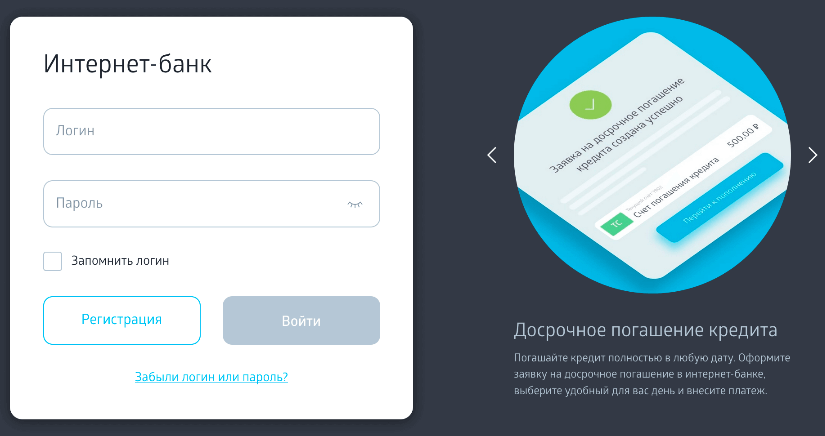 Интернет-банк
Логин
Пароль
Запомнить логин
Регистрация
Войти
Забыли логин или пароль?
Заявка на досрочное погашение
кредита создана успешно
ТС
Счет погашения кредита
500.00 ₽
Перейти к пополнению
Досрочное погашение кредита
Погашайте кредит полностью в любую дату. Оформите
заявку на досрочное погашение в интернет-банке,
выберите удобный для вас день и внесите платеж.